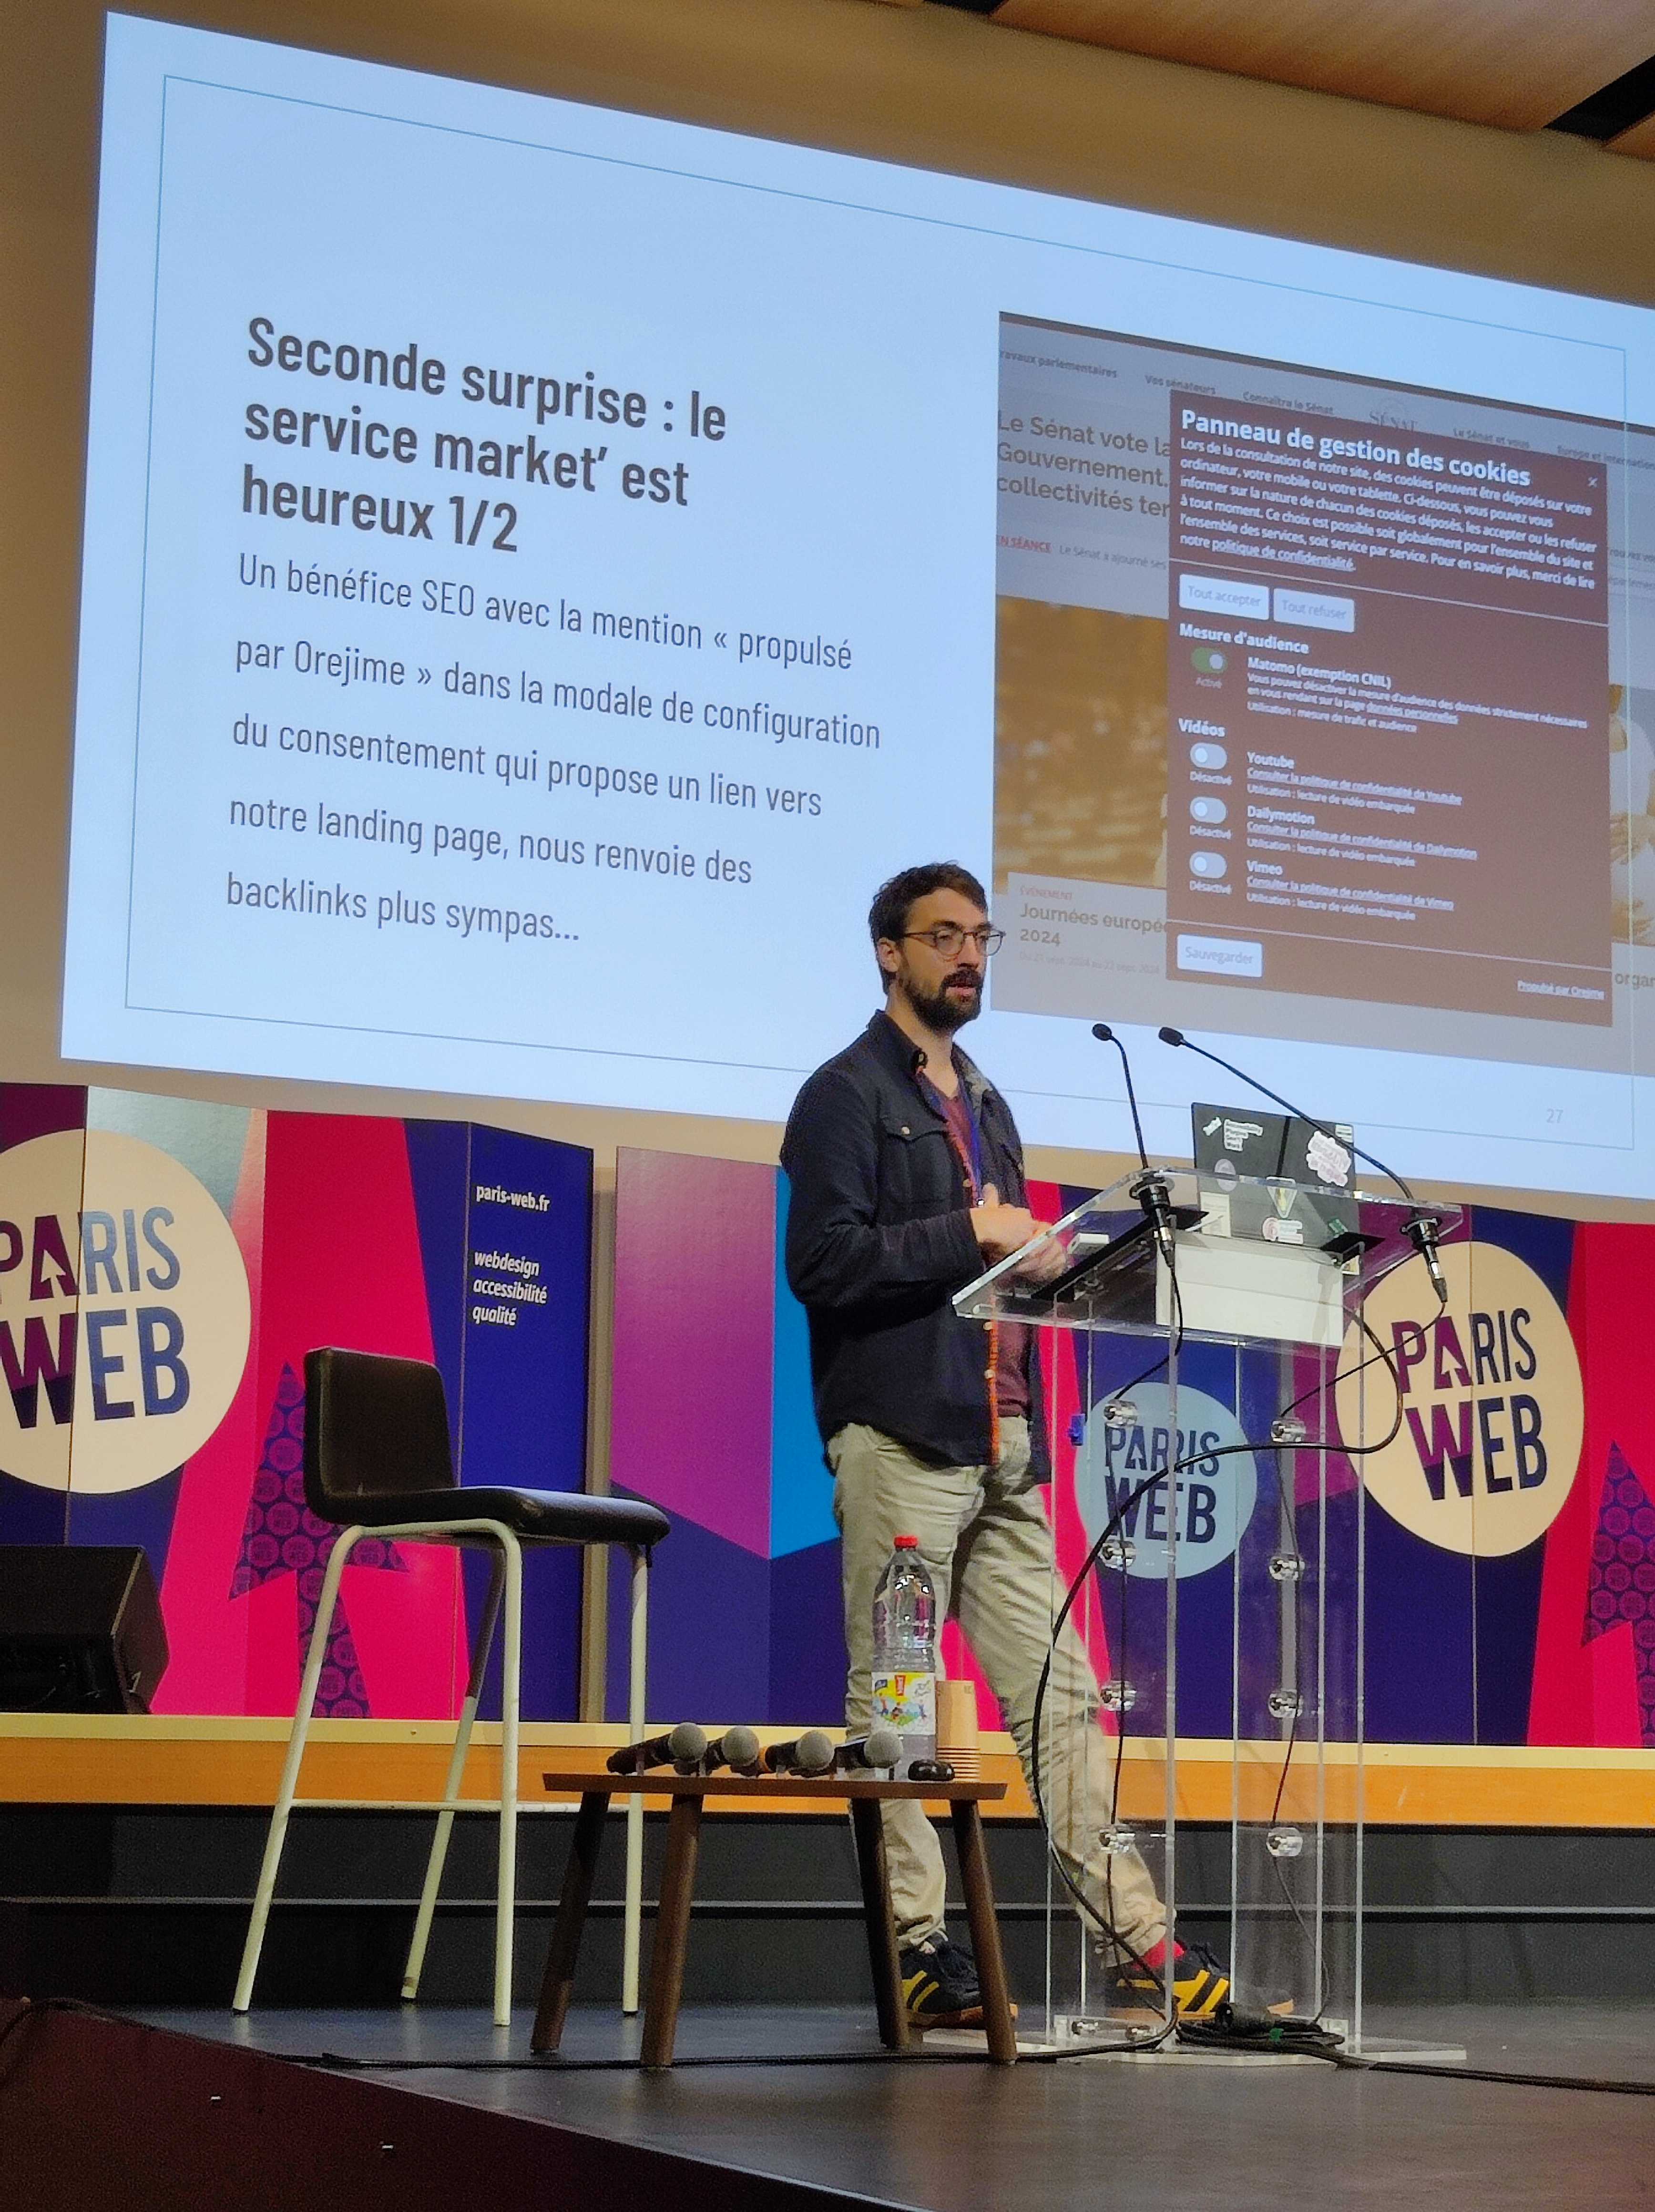 Seconde surprise : le
service market’ est
heureux 1/2
Un bénéfice SEO avec la mention « propulsé
par Orejime » dans la modale de configuration
du consentement qui propose un lien vers
notre landing page, nous renvoie des
backlinks plus sympas...
ravaux parlementaires
Vos sénateurs
Connaître le Sénat
SÉNAT
Le Sénat et vous
Europe et international
Le Sénat vote la
Gouvernement,
collectivités ter
EN SÉANCE Le Sénat a ajourné ses
ÉVÉNEMENT
Journées europée
2024
Du 21 sept. 2024 au 22 sept. 2024
Panneau de gestion des cookies
Lors de la consultation de notre site, des cookies peuvent être déposés sur votre
ordinateur, votre mobile ou votre tablette. Ci-dessous, vous pouvez vous
informer sur la nature de chacun des cookies déposés, les accepter ou les refuser
à tout moment. Ce choix est possible soit globalement pour l'ensemble du site et
l'ensemble des services, soit service par service. Pour en savoir plus, merci de lire
notre politique de confidentialité.
Tout accepter
Tout refuser
Mesure d'audience
Matomo (exemption CNIL)
Activé
Vous pouvez désactiver la mesure d'audience des données strictement nécessaires
en vous rendant sur la page données personnelles
Utilisation : mesure de trafic et audience
Vidéos
Youtube
Désactivé
Consulter la politique de confidentialité de Youtube
Utilisation : lecture de vidéo embarquée
Dailymotion
Désactivé
Consulter la politique de confidentialité de Dailymotion
Utilisation : lecture de vidéo embarquée
Vimeo
Désactivé
Consulter la politique de confidentialité de Vimeo
Utilisation : lecture de vidéo embarquée
Sauvegarder
Propulsé par Orejime
organ
27
PARIS
WEB
paris-web.fr
webdesign
accessibilité
qualité
PARIS
WEB
PARIS
WEB